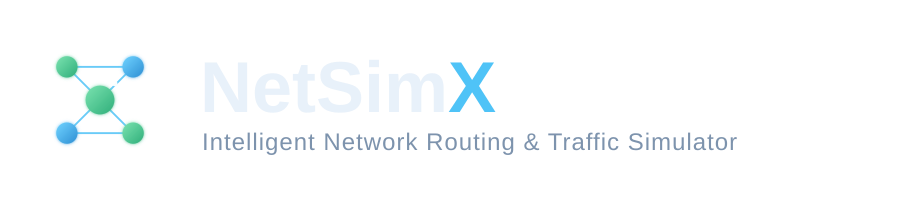 NetSimX
Intelligent Network Routing & Traffic Simulator